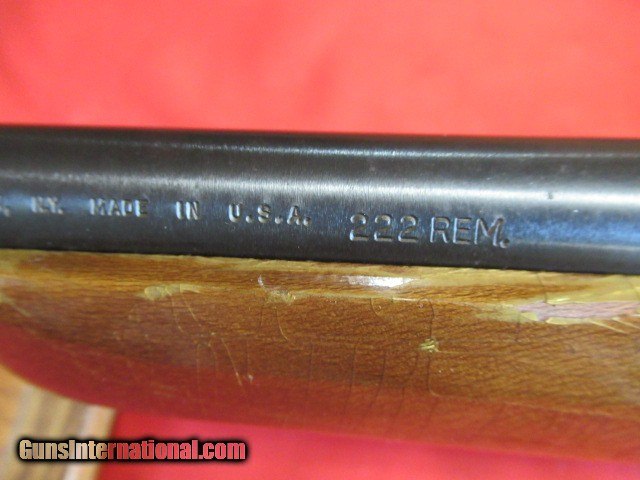 N.Y. MADE IN U.S.A. 222 REM.
GunsInternational.com